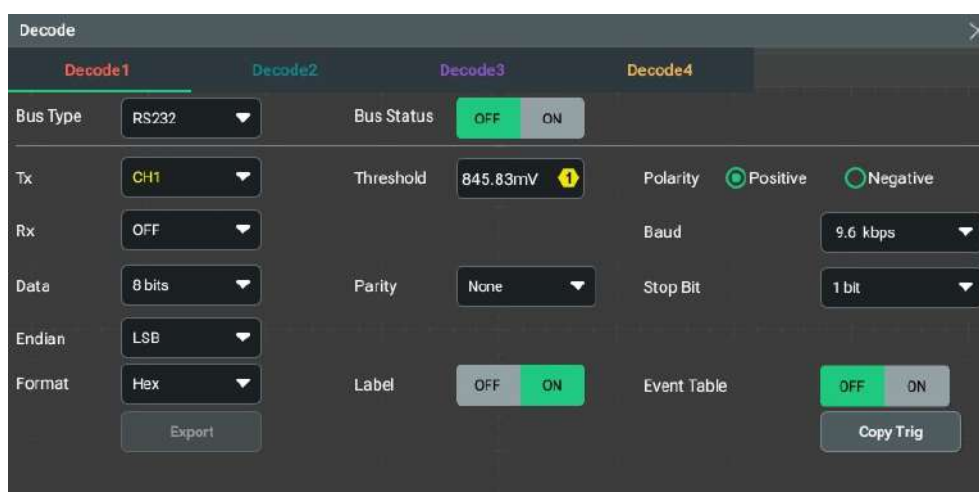 Decode
Decode1 Decode2 Decode3 Decode4
Bus Type RS232 Bus Status OFF ON
Tx CH1 Threshold 845.83mV 1 Polarity Positive Negative
Rx OFF Baud 9.6 kbps
Data 8 bits Parity None Stop Bit 1 bit
Endian LSB
Format Hex Label OFF ON Event Table OFF ON
Export Copy Trig